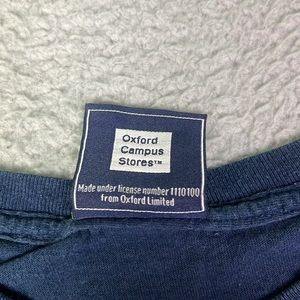 Oxford
Campus
Stores™
Made under license number 1110100
from Oxford Limited